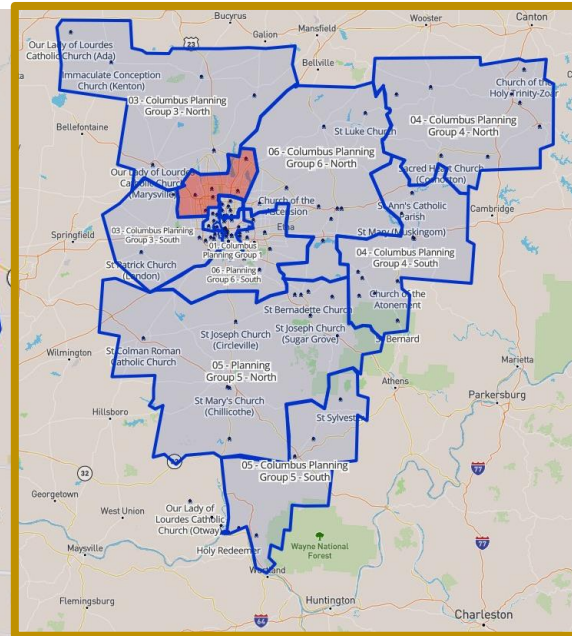 Bucyrus
Wooster
Canton
Mansfield
Galion
23
Our Lady of Lourdes
Catholic Church (Ada)
Bellville
Immaculate Conception
Church (Kenton)
Church of the
Holy Trinity-Zoar
03 - Columbus Planning
Group 3 - North
04 - Columbus Planning
Group 4 - North
Bellefontaine
St Luke Church
06 - Columbus Planning
Group 6 - North
Our Lady of Lourdes
Catholic Church
(Marysville)
Sacred Heart Church
(Coshocton)
Church of the
Ascension
St Ann's Catholic
Parish
Cambridge
Springfield
03 - Columbus Planning
Group 3 - South
Etna
St Mary (Muskingum)
01. Columbus
Planning Group 1
St Patrick Church
(London)
06 - Planning
Group 6 - South
04 - Columbus Planning
Group 4 - South
St Bernadette Church
Church of the
Atonement
St Joseph Church
(Circleville)
St Joseph Church
(Sugar Grove)
St Bernard
Wilmington
St Colman Roman
Catholic Church
Marietta
05 - Planning
Group 5 - North
Athens
Parkersburg
Hillsboro
St Mary's Church
(Chillicothe)
St Sylvester
77
32
05 - Columbus Planning
Group 5 - South
Georgetown
West Union
Our Lady of
Lourdes Catholic
Church (Otway)
77
Maysville
Holy Redeemer
Wayne National
Forest
Flemingsburg
Huntington
64
Charleston